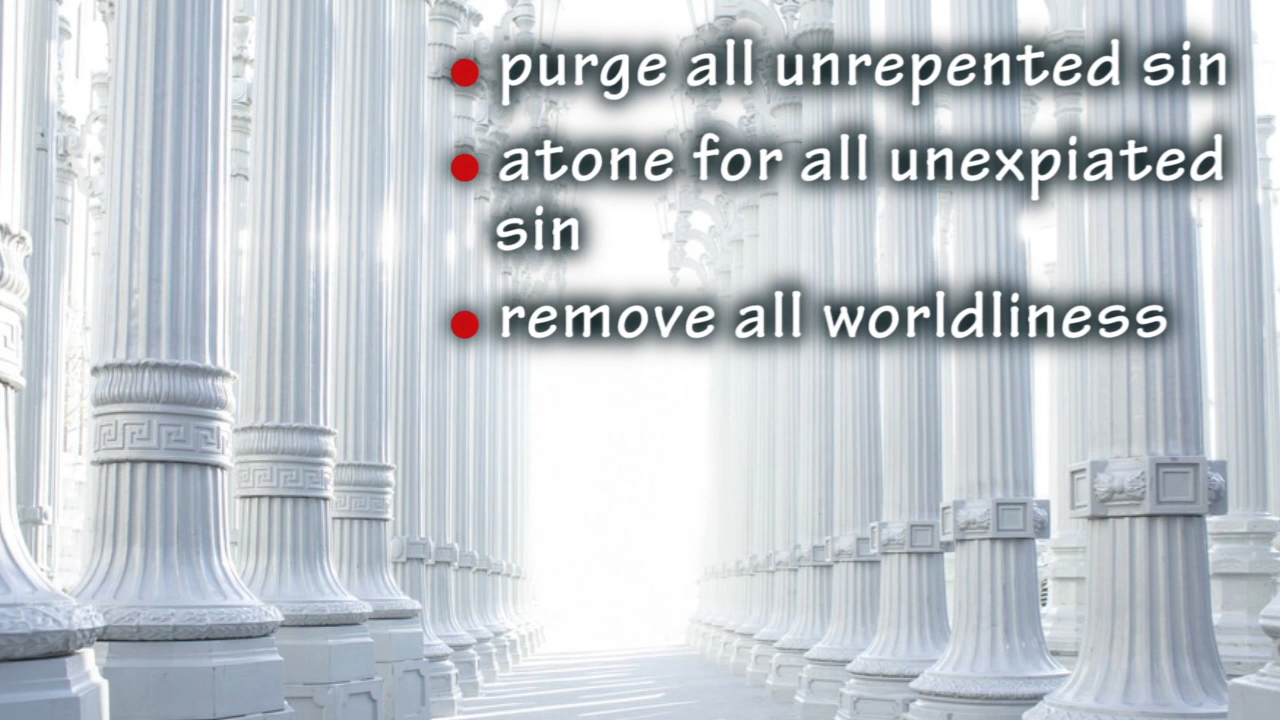 • purge all unrepented sin
• atone for all unexpiated
sin
• remove all worldliness